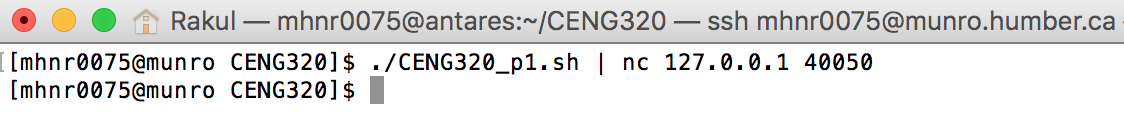 Rakul — mhnr0075@antares:~/CENG320 — ssh mhnr0075@munro.humber.ca
[mhnr0075@munro CENG320]$ ./CENG320_p1.sh | nc 127.0.0.1 40050
[mhnr0075@munro CENG320]$